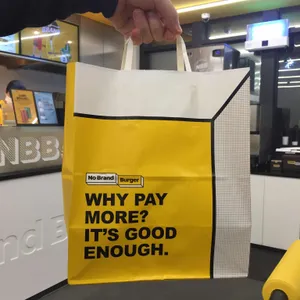 NBB
No Brand Burger
WHY PAY
MORE?
IT'S GOOD
ENOUGH.